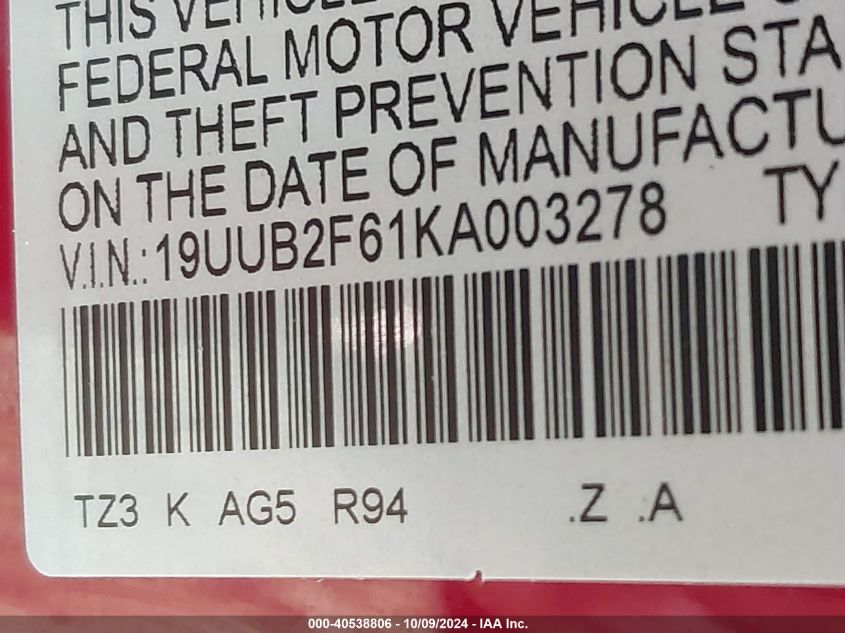 THIS VEHICLE
FEDERAL MOTOR VEHICLE
AND THEFT PREVENTION STA
ON THE DATE OF MANUFACTU
V.I.N.:19UUB2F61KA003278 TY
TZ3 K AG5 R94 .Z .A
000-40538806 - 10/09/2024 - IAA Inc.